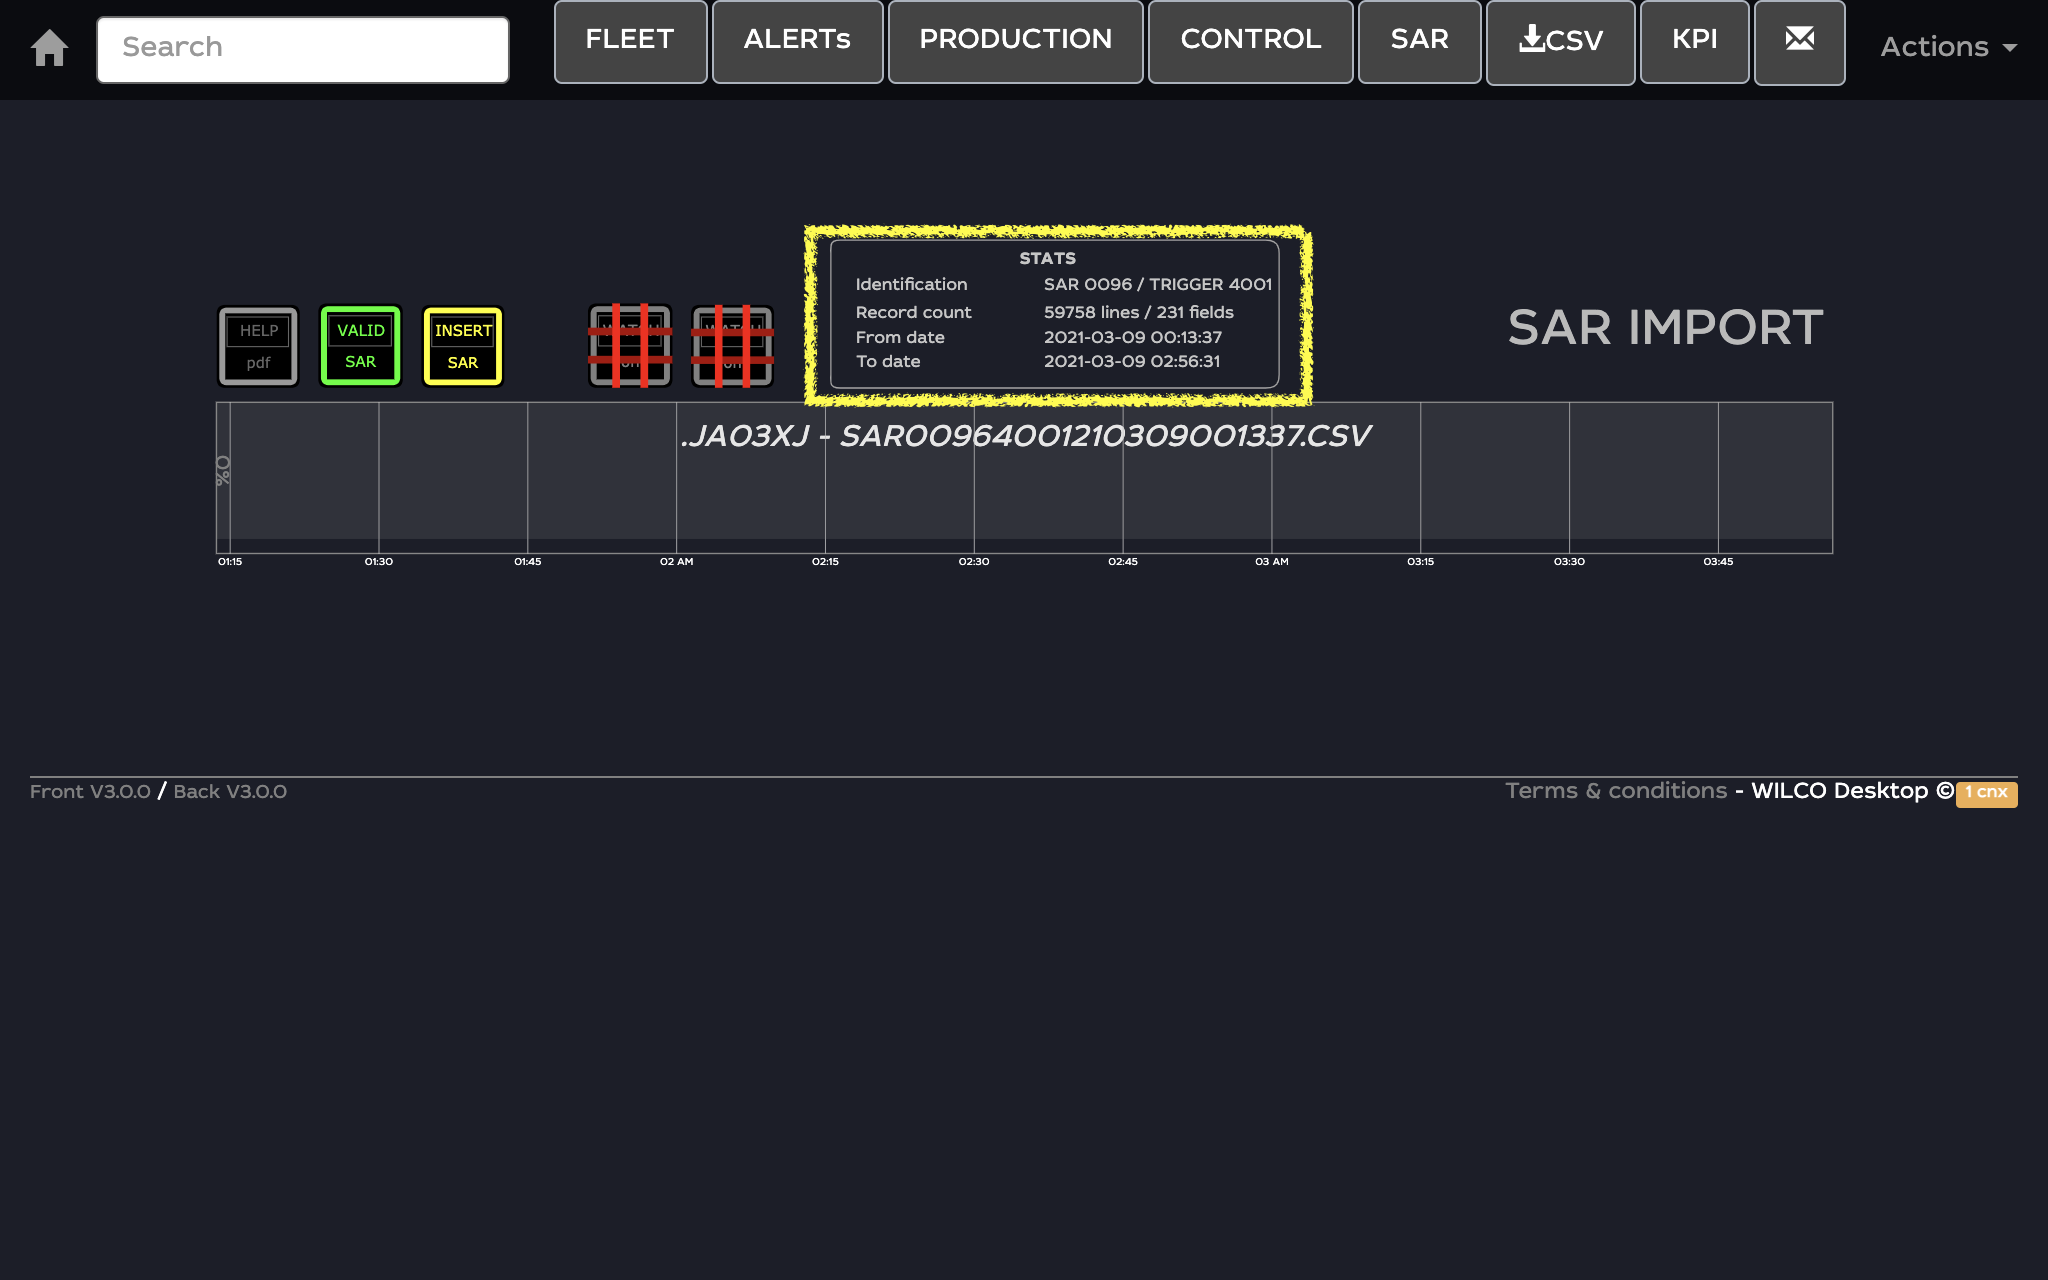 Search FLEET ALERTs PRODUCTION CONTROL SAR CSV KPI Actions
STATS
Identification SAR 0096 / TRIGGER 4001
Record count 59758 lines / 231 fields
From date 2021-03-09 00:13:37
To date 2021-03-09 02:56:31
HELP
pdf
VALID
SAR
INSERT
SAR
SAR IMPORT
.JA03XJ - SAR00964001210309001337.CSV
0%
01:15 01:30 01:45 02 AM 02:15 02:30 02:45 03 AM 03:15 03:30 03:45
Front V3.0.0 / Back V3.0.0
Terms & conditions - WILCO Desktop © 1 cnx